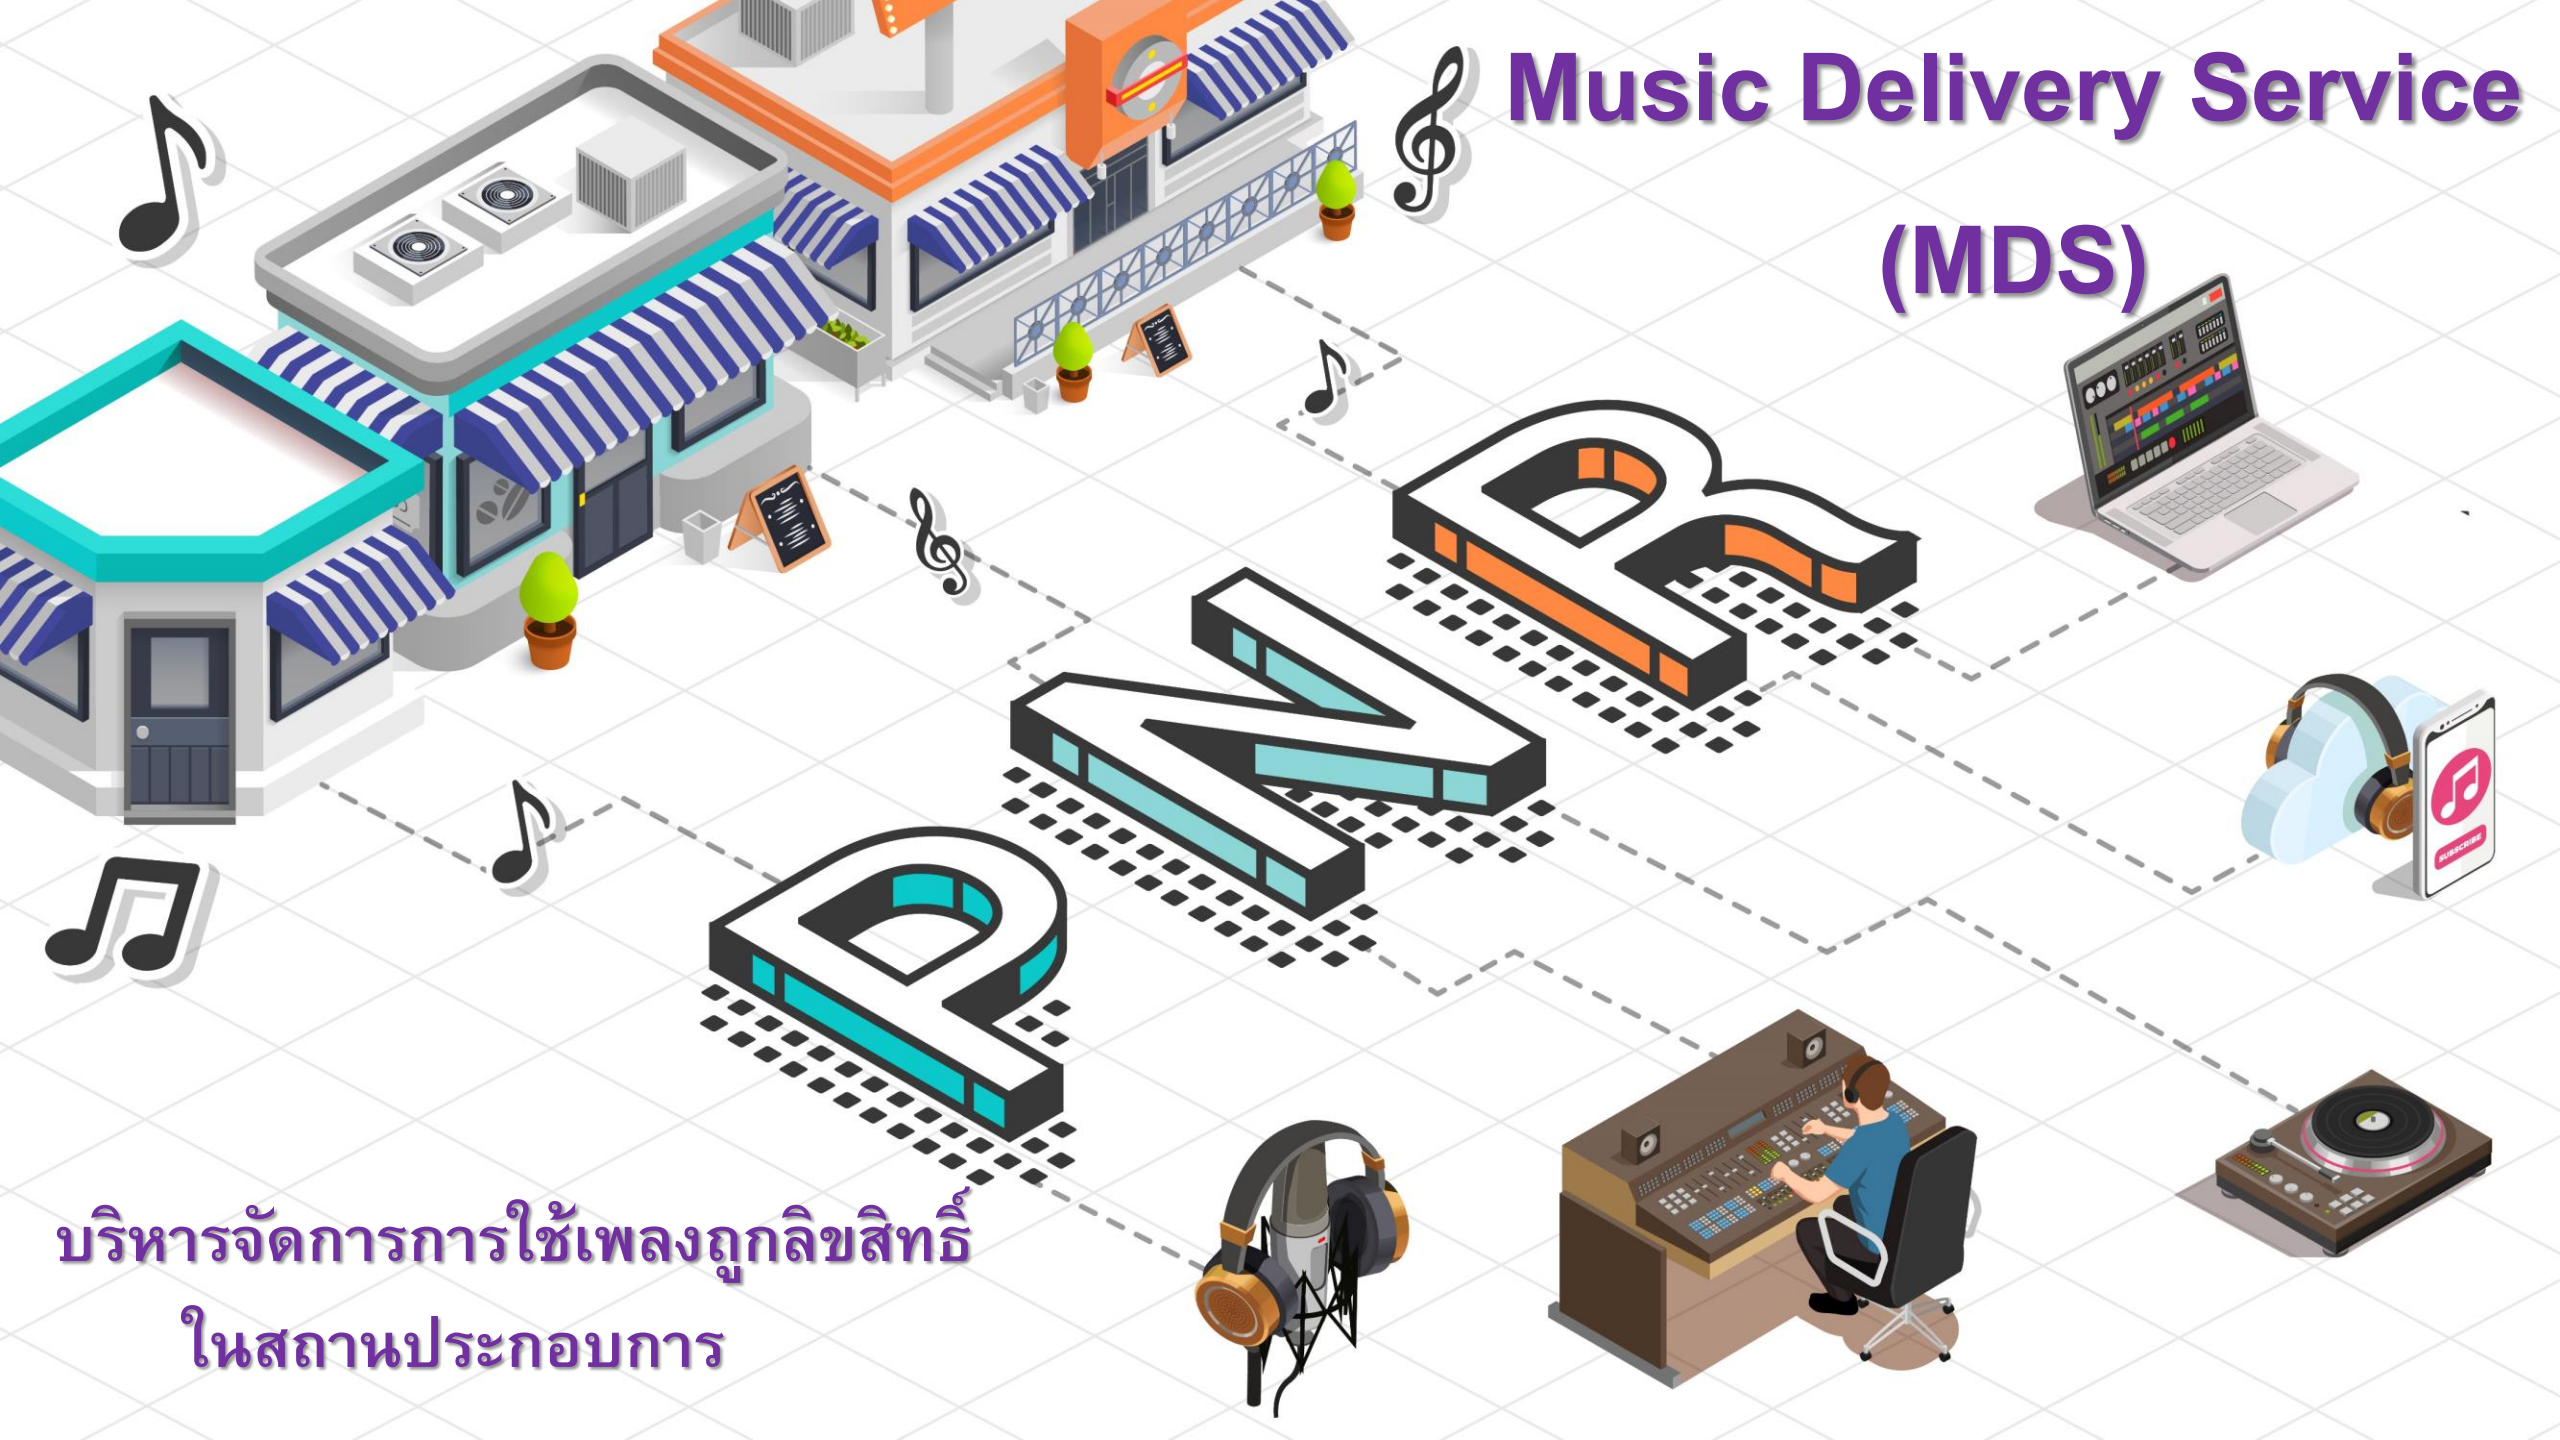 Music Delivery Service
(MDS)
PNR
SUBSCRIBE
บริหารจัดการการใช้เพลงถูกลิขสิทธิ์
ในสถานประกอบการ